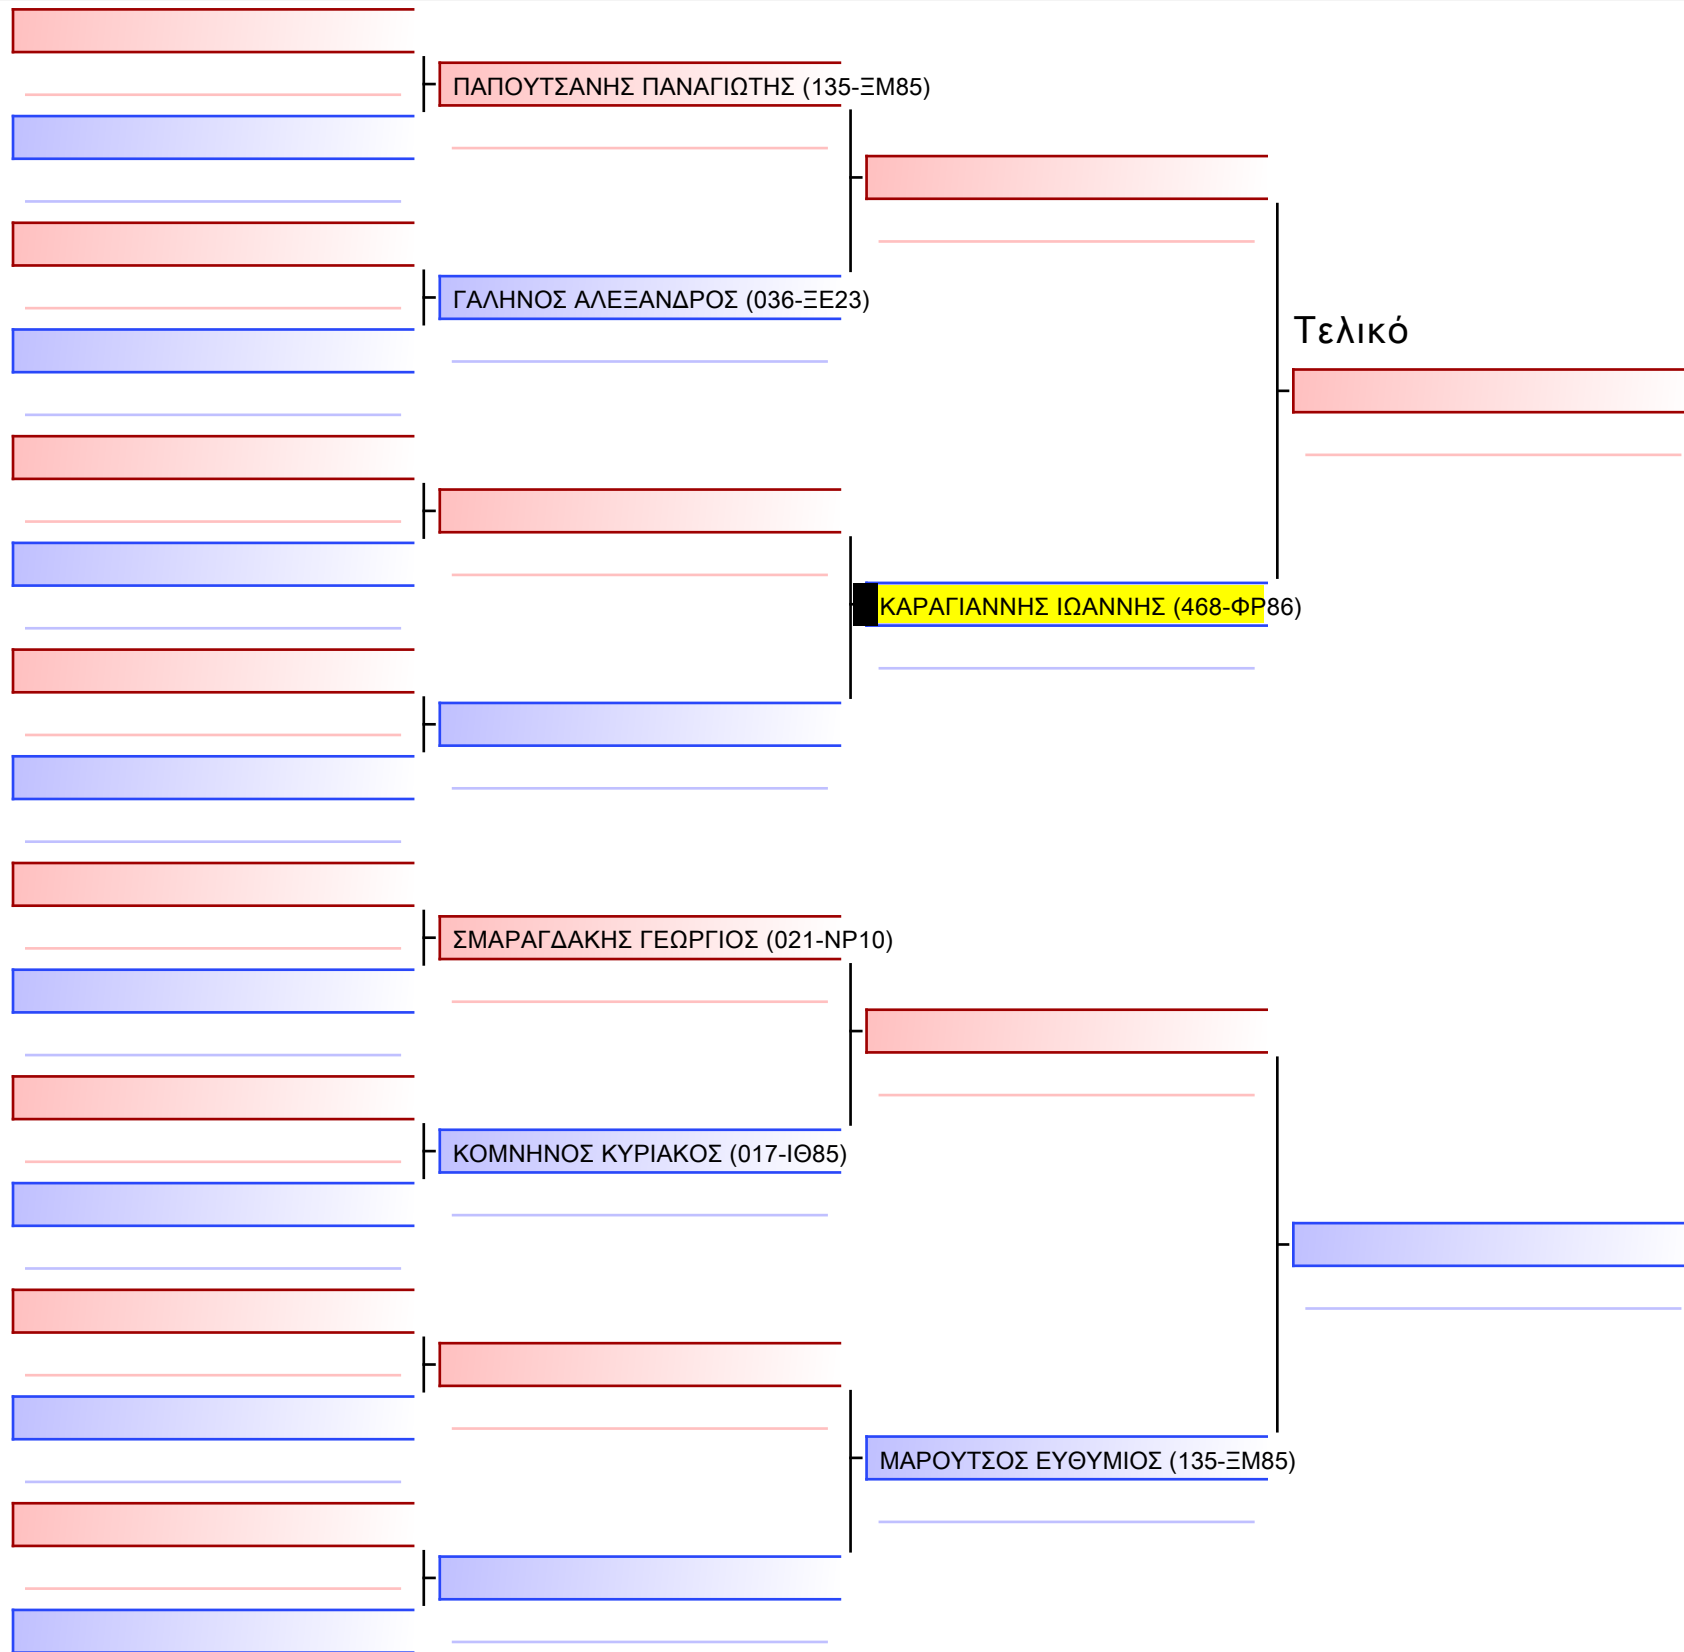 ΠΑΠΟΥΤΣΑΝΗΣ ΠΑΝΑΓΙΩΤΗΣ (135-ΞΜ85)
ΓΑΛΗΝΟΣ ΑΛΕΞΑΝΔΡΟΣ (036-ΞΕ23)
Τελικό
ΚΑΡΑΓΙΑΝΝΗΣ ΙΩΑΝΝΗΣ (468-ΦΡ86)
ΣΜΑΡΑΓΔΑΚΗΣ ΓΕΩΡΓΙΟΣ (021-ΝΡ10)
ΚΟΜΝΗΝΟΣ ΚΥΡΙΑΚΟΣ (017-ΙΘ85)
ΜΑΡΟΥΤΣΟΣ ΕΥΘΥΜΙΟΣ (135-ΞΜ85)